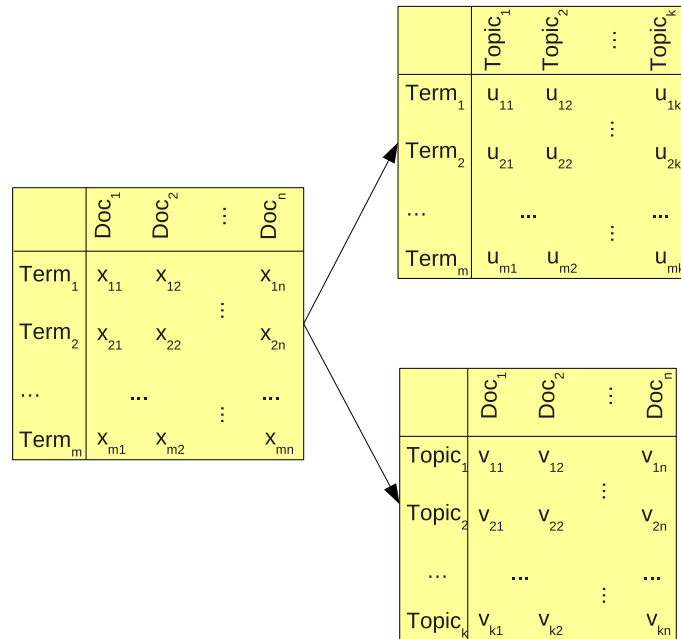 Topic₁ Topic₂ ... Topicₖ
Term₁ u₁₁ u₁₂ u₁ₖ
...
Term₂ u₂₁ u₂₂ u₂ₖ
... ... ...
...
Termₘ uₘ₁ uₘ₂ uₘₖ
Doc₁ Doc₂ ... Docₙ
Term₁ x₁₁ x₁₂ x₁ₙ
...
Term₂ x₂₁ x₂₂ x₂ₙ
... ... ...
...
Termₘ xₘ₁ xₘ₂ xₘₙ
Doc₁ Doc₂ ... Docₙ
Topic₁ v₁₁ v₁₂ v₁ₙ
...
Topic₂ v₂₁ v₂₂ v₂ₙ
... ... ...
...
Topicₖ vₖ₁ vₖ₂ vₖₙ